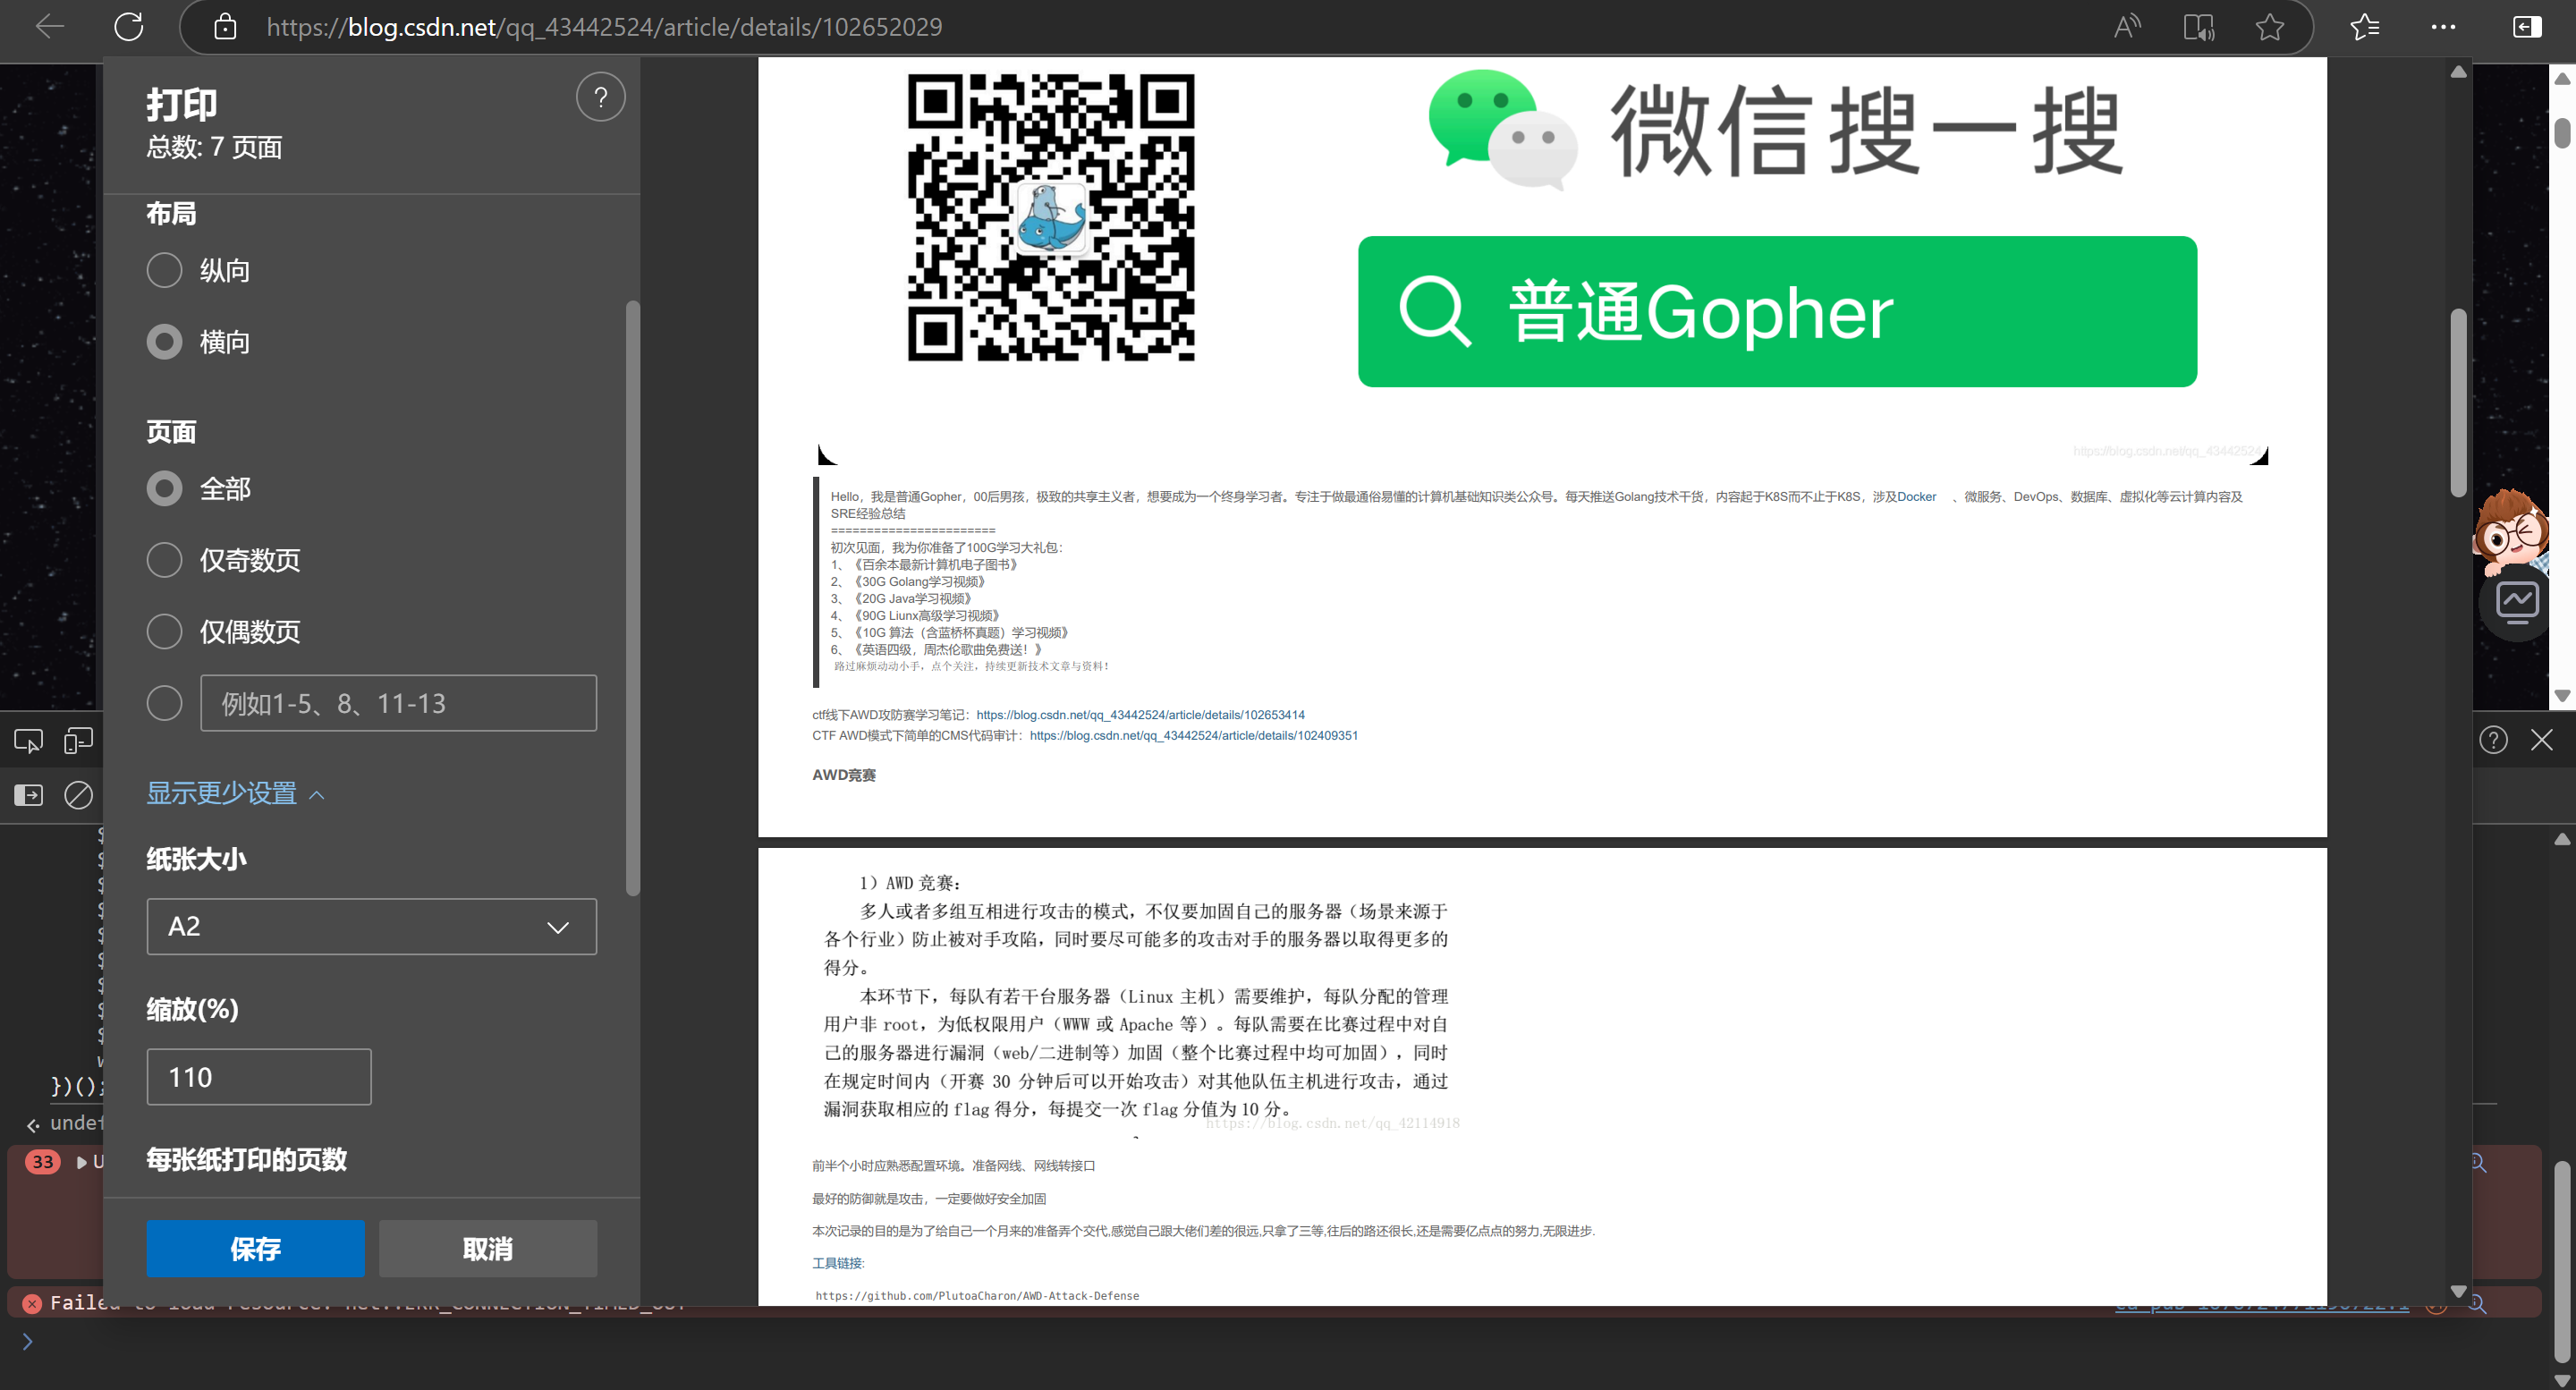 https://blog.csdn.net/qq_43442524/article/details/102652029
打印
总数: 7 页面
?
布局
纵向
横向
页面
全部
仅奇数页
仅偶数页
例如1-5、8、11-13
显示更少设置
纸张大小
A2
缩放(%)
110
每张纸打印的页数
保存
取消
微信搜一搜
普通Gopher
https://blog.csdn.net/qq_43442524
Hello，我是普通Gopher，00后男孩，极致的共享主义者，想要成为一个终身学习者。专注于做最通俗易懂的计算机基础知识类公众号。每天推送Golang技术干货，内容起于K8S而不止于K8S，涉及Docker 、微服务、DevOps、数据库、虚拟化等云计算内容及
SRE经验总结
=======================
初次见面，我为你准备了100G学习大礼包：
1、《百余本最新计算机电子图书》
2、《30G Golang学习视频》
3、《20G Java学习视频》
4、《90G Liunx高级学习视频》
5、《10G 算法（含蓝桥杯真题）学习视频》
6、《英语四级，周杰伦歌曲免费送！》
路过麻烦动动小手，点个关注，持续更新技术文章与资料！
ctf线下AWD攻防赛学习笔记：https://blog.csdn.net/qq_43442524/article/details/102653414
CTF AWD模式下简单的CMS代码审计：https://blog.csdn.net/qq_43442524/article/details/102409351
AWD竞赛
1）AWD 竞赛：
多人或者多组互相进行攻击的模式，不仅要加固自己的服务器（场景来源于
各个行业）防止被对手攻陷，同时要尽可能多的攻击对手的服务器以取得更多的
得分。
本环节下，每队有若干台服务器（Linux 主机）需要维护，每队分配的管理
用户非 root，为低权限用户（WWW 或 Apache 等）。每队需要在比赛过程中对自
己的服务器进行漏洞（web/二进制等）加固（整个比赛过程中均可加固），同时
在规定时间内（开赛 30 分钟后可以开始攻击）对其他队伍主机进行攻击，通过
漏洞获取相应的 flag 得分，每提交一次 flag 分值为 10 分。
https://blog.csdn.net/qq_42114918
前半个小时应熟悉配置环境。准备网线、网线转接口
最好的防御就是攻击，一定要做好安全加固
本次记录的目的是为了给自己一个月来的准备弄个交代,感觉自己跟大佬们差的很远,只拿了三等,往后的路还很长,还是需要亿点点的努力,无限进步.
工具链接:
https://github.com/PlutoaCharon/AWD-Attack-Defense
$
$
$
$
$
$
$
$
$
})();
undef
33
U
Failed to load resource: net::ERR_CONNECTION_TIMED_OUT